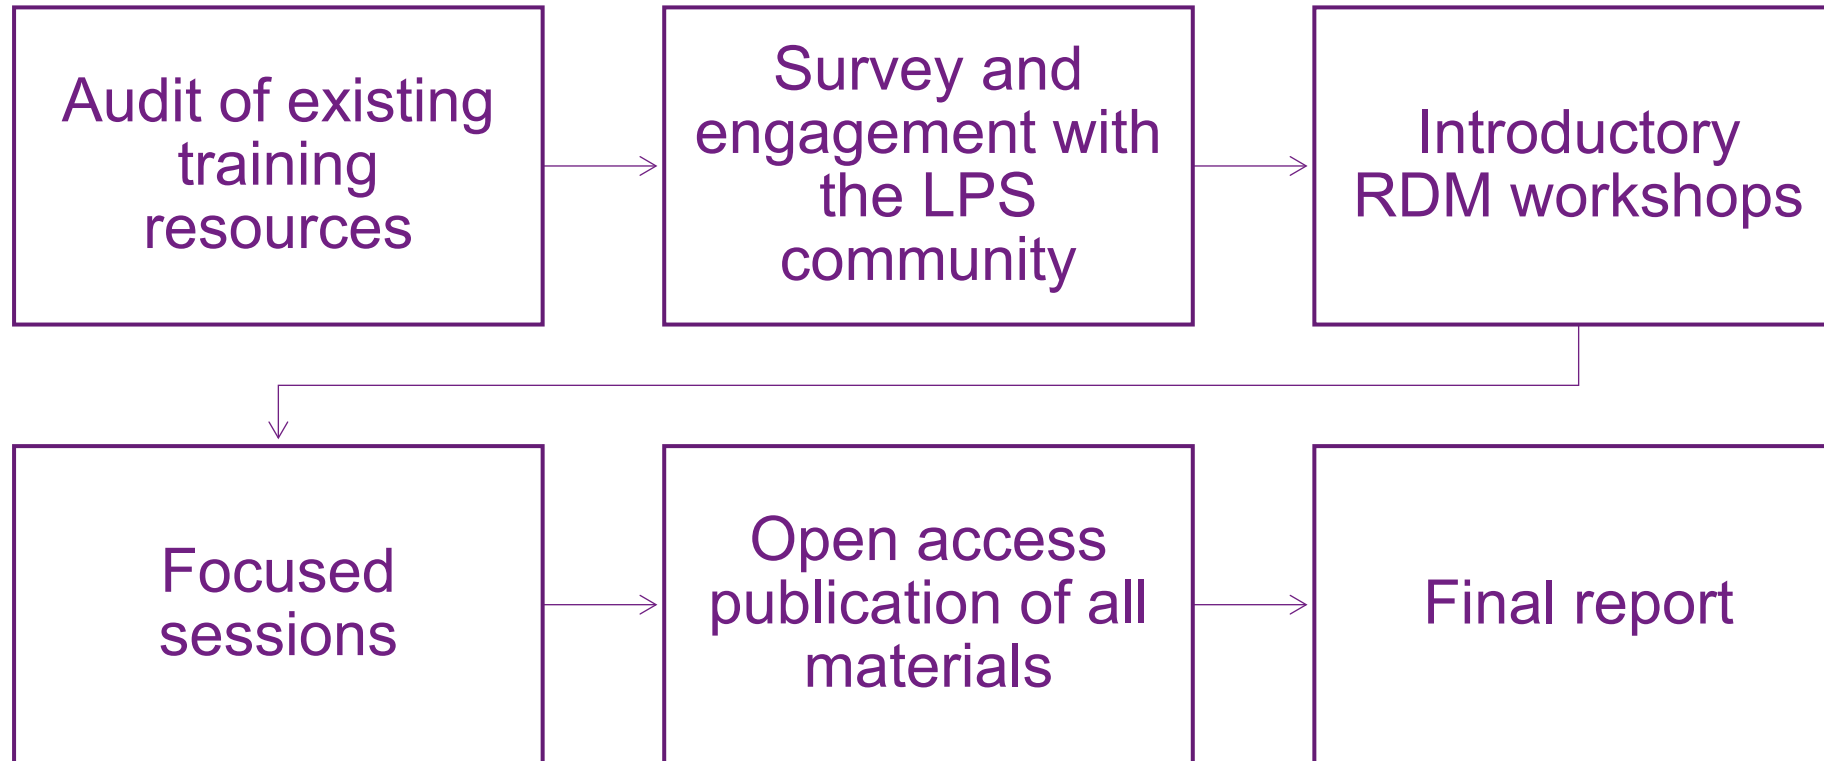 Audit of existing
training
resources
Survey and
engagement with
the LPS
community
Introductory
RDM workshops
Focused
sessions
Open access
publication of all
materials
Final report